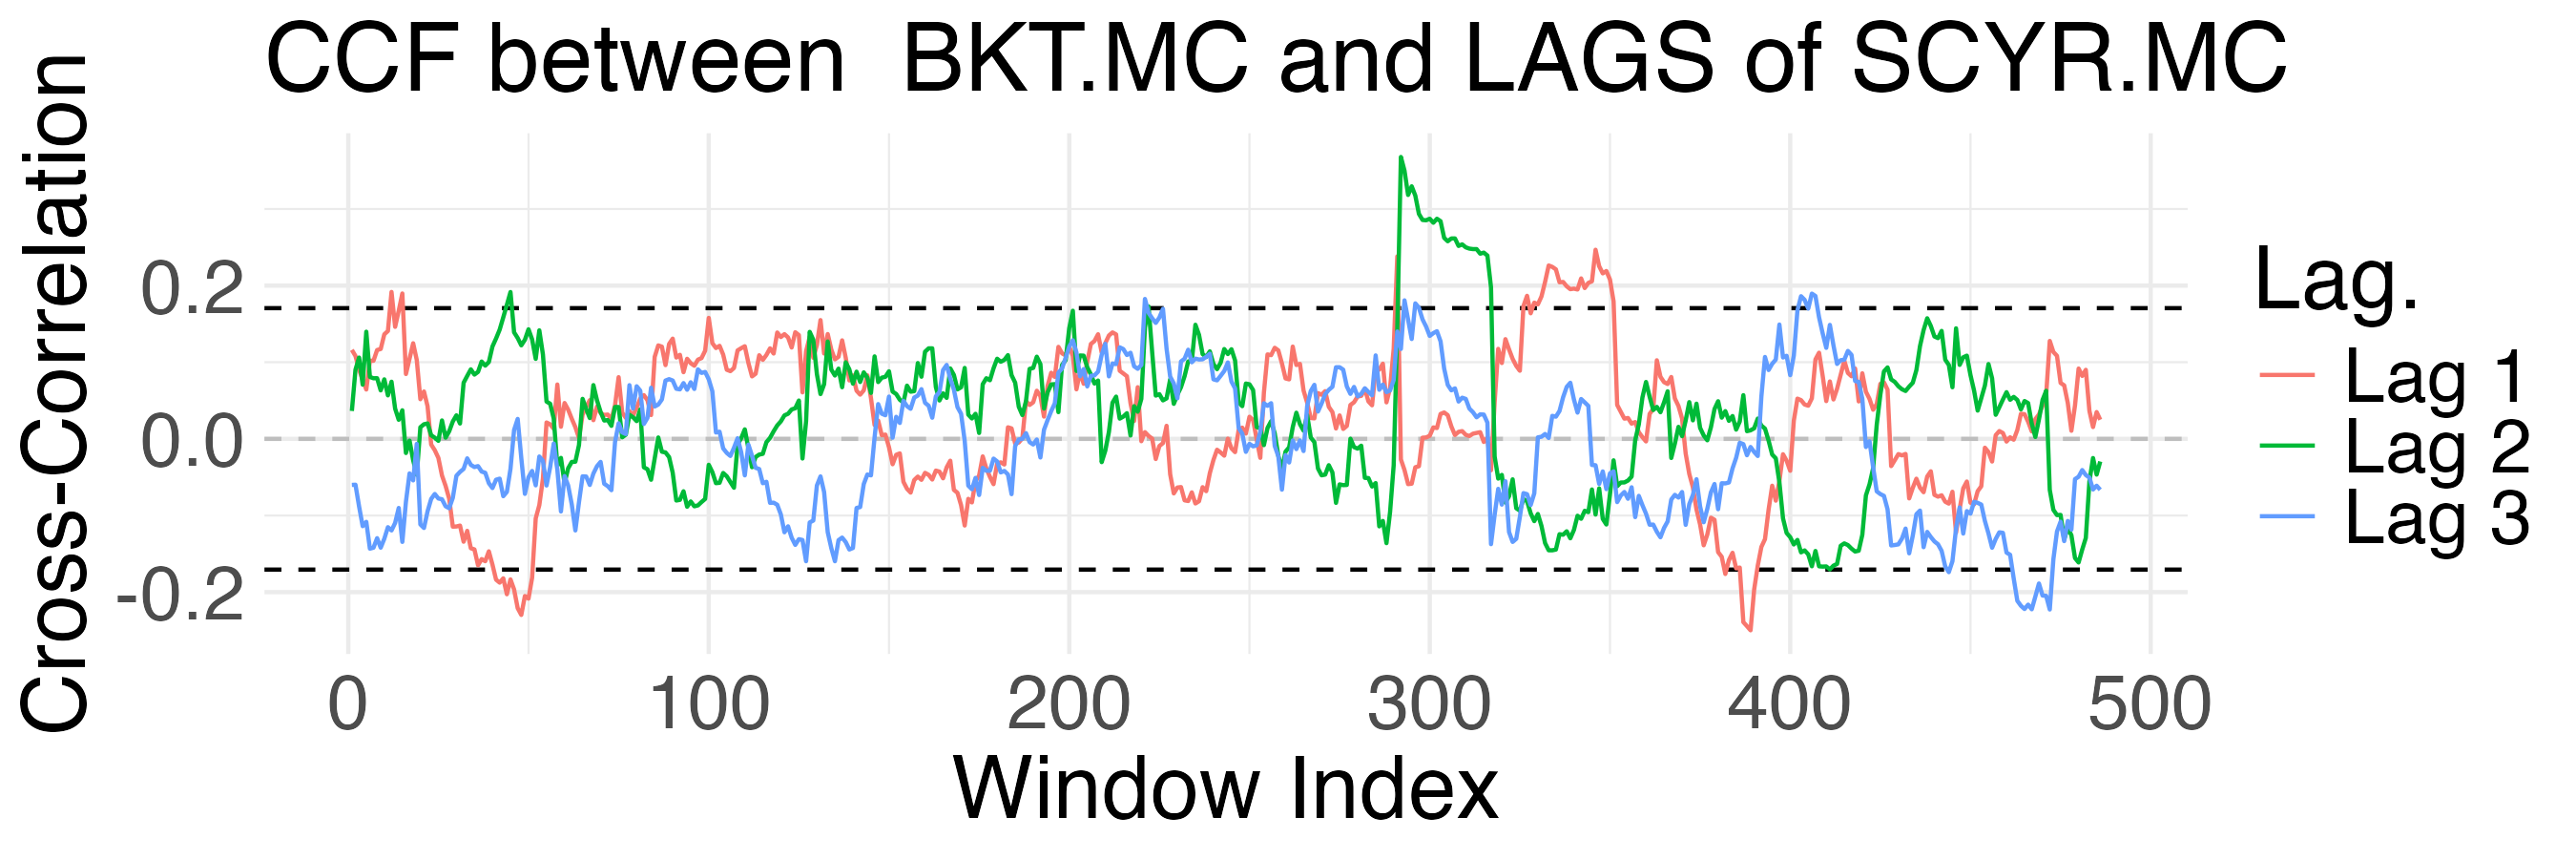 CCF between  BKT.MC and LAGS of SCYR.MC
Cross-Correlation
0.2
0.0
-0.2
0 100 200 300 400 500
Window Index
Lag.
Lag 1
Lag 2
Lag 3